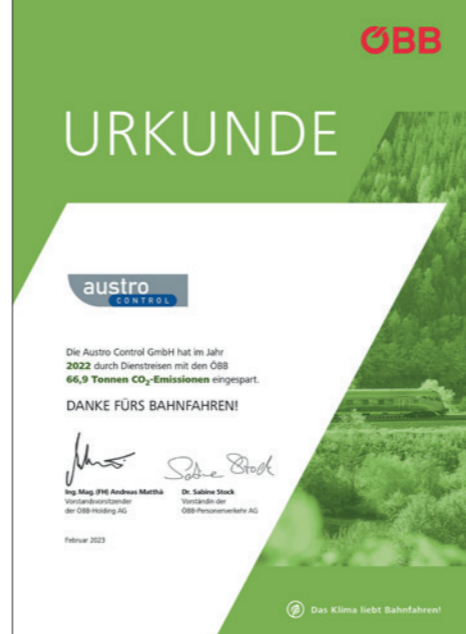 ÖBB
URKUNDE
austro
CONTROL
Die Austro Control GmbH hat im Jahr
2022 durch Dienstreisen mit den ÖBB
66,9 Tonnen CO₂-Emissionen eingespart.
DANKE FÜRS BAHNFAHREN!
Sabine Stock
Ing. Mag. (FH) Andreas Matthä
Dr. Sabine Stock
Vorstandsvorsitzender
Vorständin der
der ÖBB-Holding AG
ÖBB-Personenverkehr AG
Februar 2023
Das Klima liebt Bahnfahren!